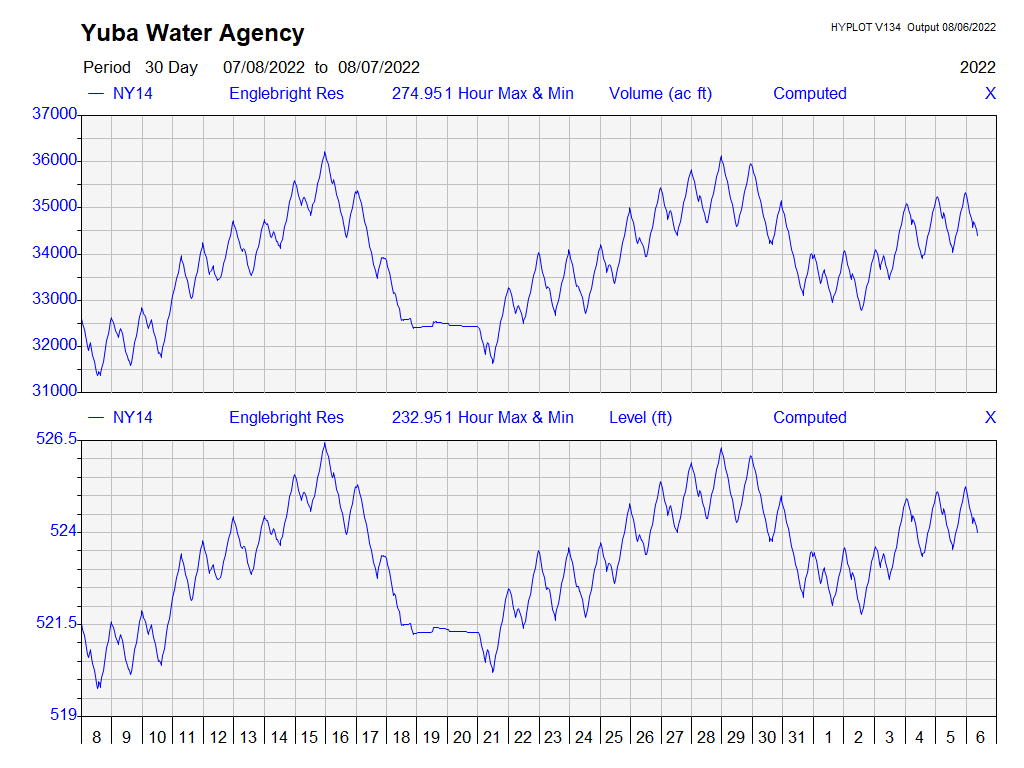 Yuba Water Agency
HYPLOT V134 Output 08/06/2022
Period 30 Day 07/08/2022 to 08/07/2022 2022
NY14 Englebright Res 274.951 Hour Max & Min Volume (ac ft) Computed X
37000
36000
35000
34000
33000
32000
31000
NY14 Englebright Res 232.951 Hour Max & Min Level (ft) Computed X
526.5
524
521.5
519
8 9 10 11 12 13 14 15 16 17 18 19 20 21 22 23 24 25 26 27 28 29 30 31 1 2 3 4 5 6